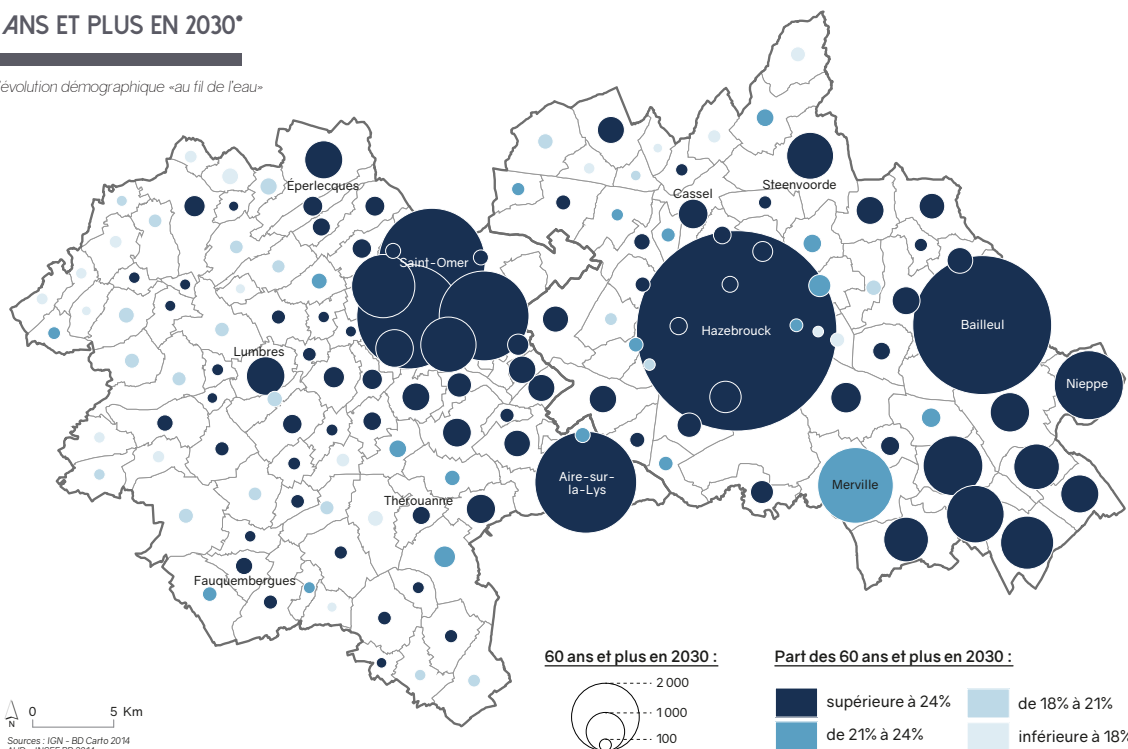 ANS ET PLUS EN 2030*
évolution démographique «au fil de l'eau»
Éperlecques
Cassel
Steenvoorde
Saint-Omer
Hazebrouck
Bailleul
Lumbres
Nieppe
Aire-sur-
la-Lys
Merville
Thérouanne
Fauquembergues
60 ans et plus en 2030 :
2 000
1 000
100
Part des 60 ans et plus en 2030 :
supérieure à 24%
de 18% à 21%
de 21% à 24%
inférieure à 18%
N
0 5 Km
Sources : IGN - BD Carto 2014